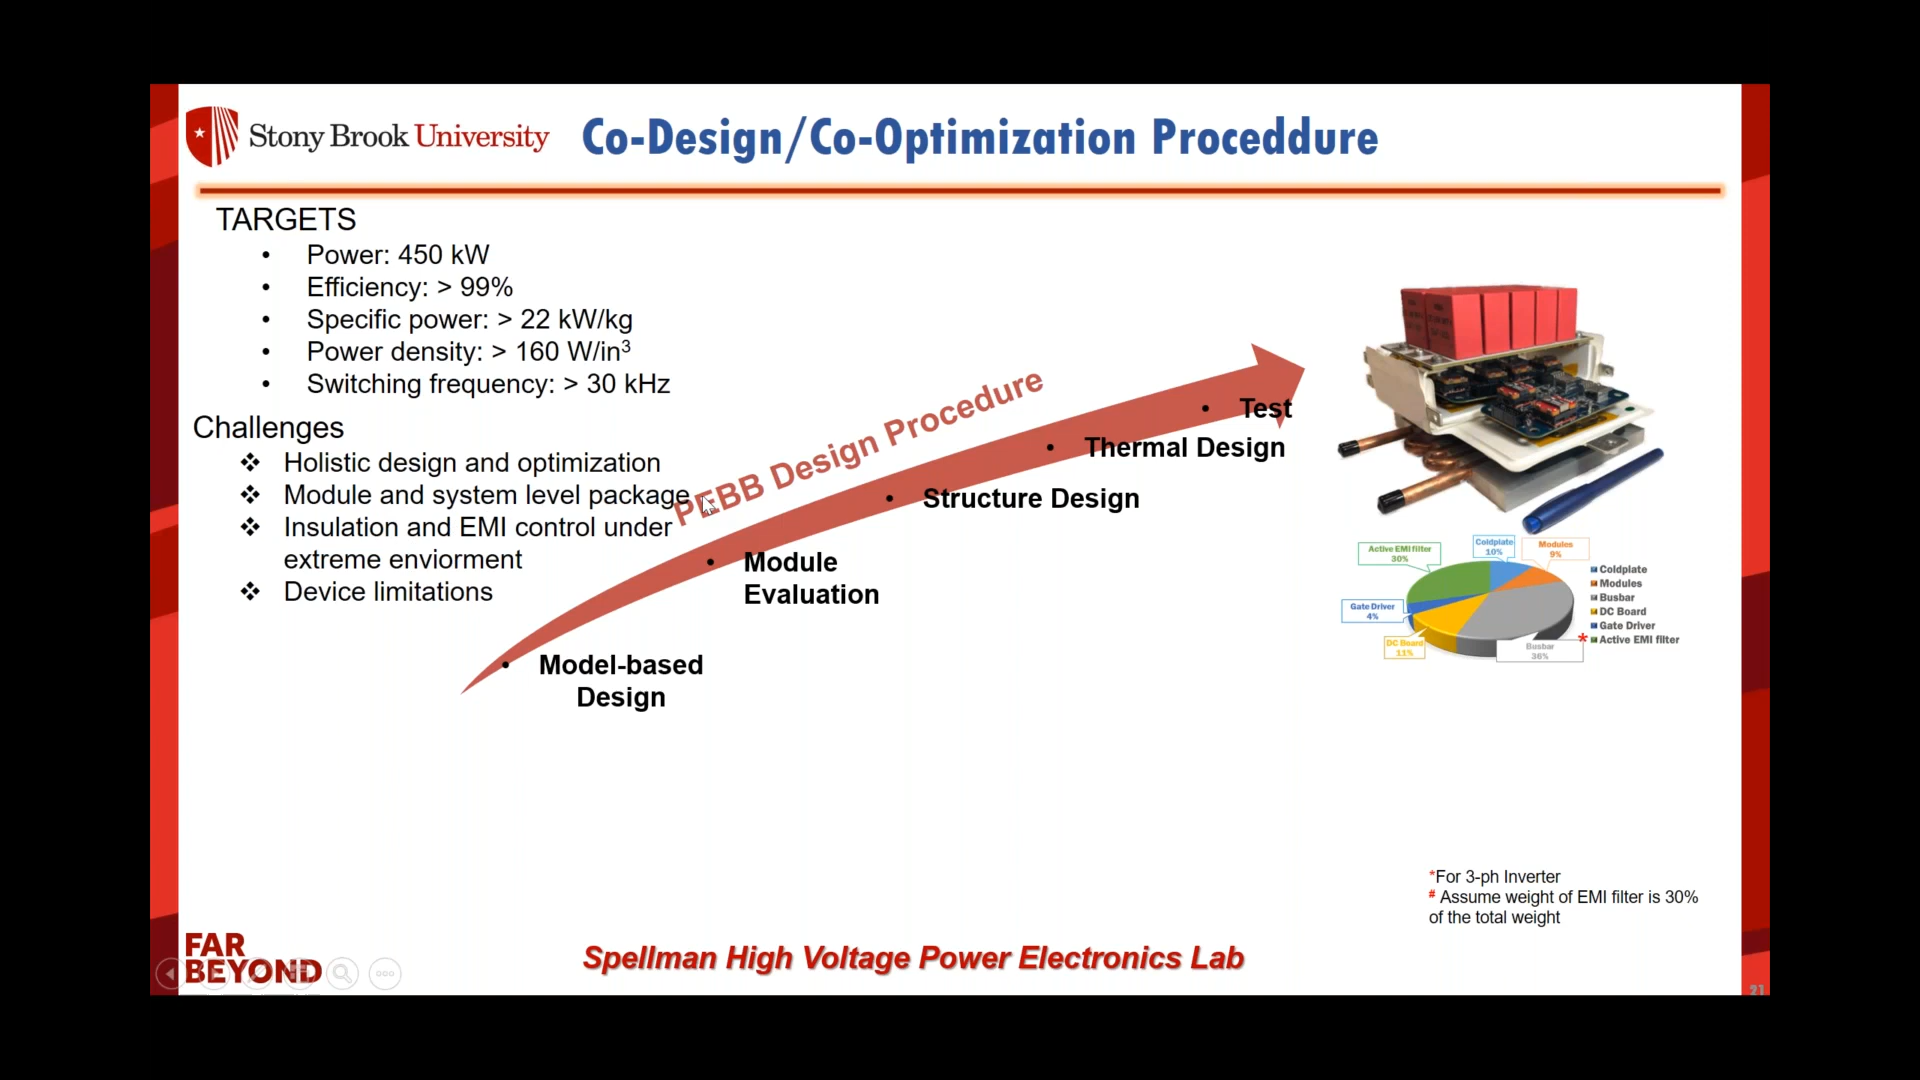 Stony Brook University
Co-Design/Co-Optimization Proceddure
TARGETS
• Power: 450 kW
• Efficiency: > 99%
• Specific power: > 22 kW/kg
• Power density: > 160 W/in³
• Switching frequency: > 30 kHz
Challenges
❖ Holistic design and optimization
❖ Module and system level package
❖ Insulation and EMI control under
extreme enviorment
❖ Device limitations
PEBB Design Procedure
• Test
• Thermal Design
• Structure Design
• Module
Evaluation
• Model-based
Design
Active EMI filter
30%
Coldplate
10%
Modules
9%
Gate Driver
4%
DC Board
11%
Busbar
36%
Coldplate
Modules
Busbar
DC Board
Gate Driver
* Active EMI filter
*For 3-ph Inverter
# Assume weight of EMI filter is 30%
of the total weight
FAR
BEYOND
Spellman High Voltage Power Electronics Lab
21